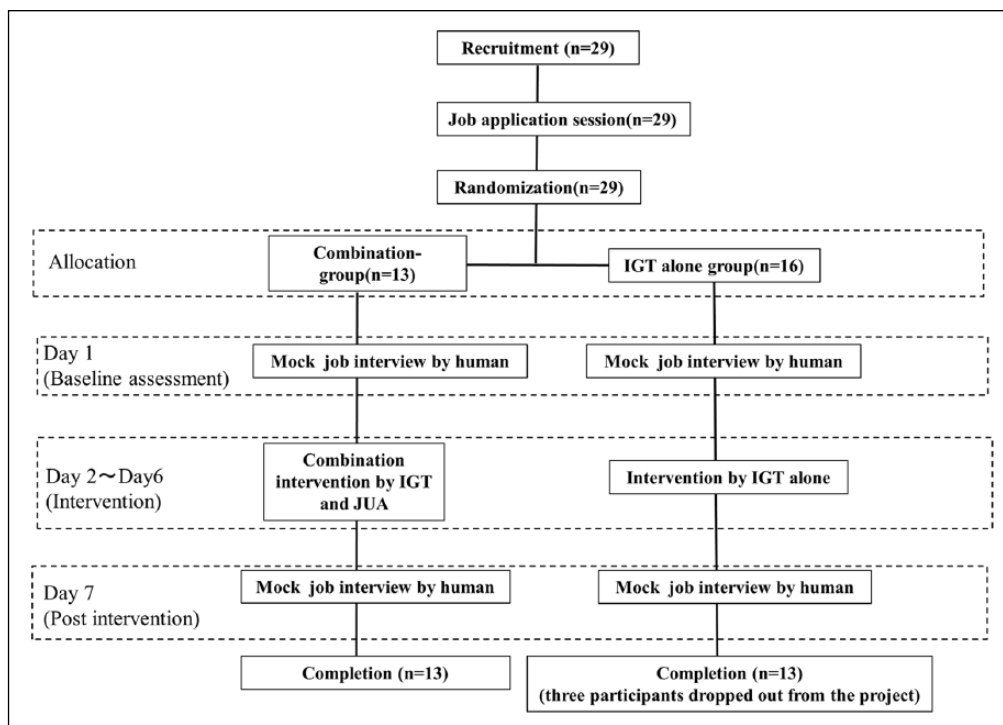 Recruitment (n=29)
Job application session(n=29)
Randomization(n=29)
Allocation
Combination-
group(n=13)
IGT alone group(n=16)
Day 1
(Baseline assessment)
Mock job interview by human
Mock job interview by human
Day 2～Day6
(Intervention)
Combination
intervention by IGT
and JUA
Intervention by IGT alone
Day 7
(Post intervention)
Mock job interview by human
Mock job interview by human
Completion (n=13)
Completion (n=13)
(three participants dropped out from the project)